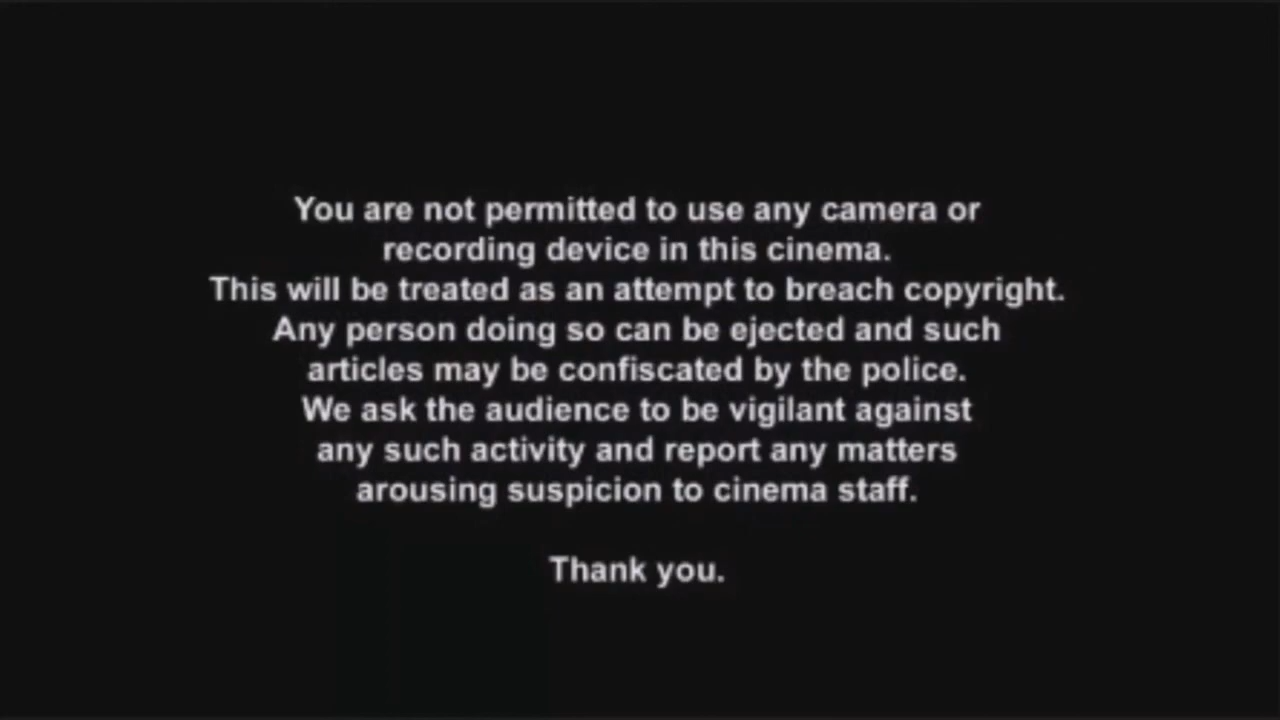 You are not permitted to use any camera or
recording device in this cinema.
This will be treated as an attempt to breach copyright.
Any person doing so can be ejected and such
articles may be confiscated by the police.
We ask the audience to be vigilant against
any such activity and report any matters
arousing suspicion to cinema staff.
Thank you.